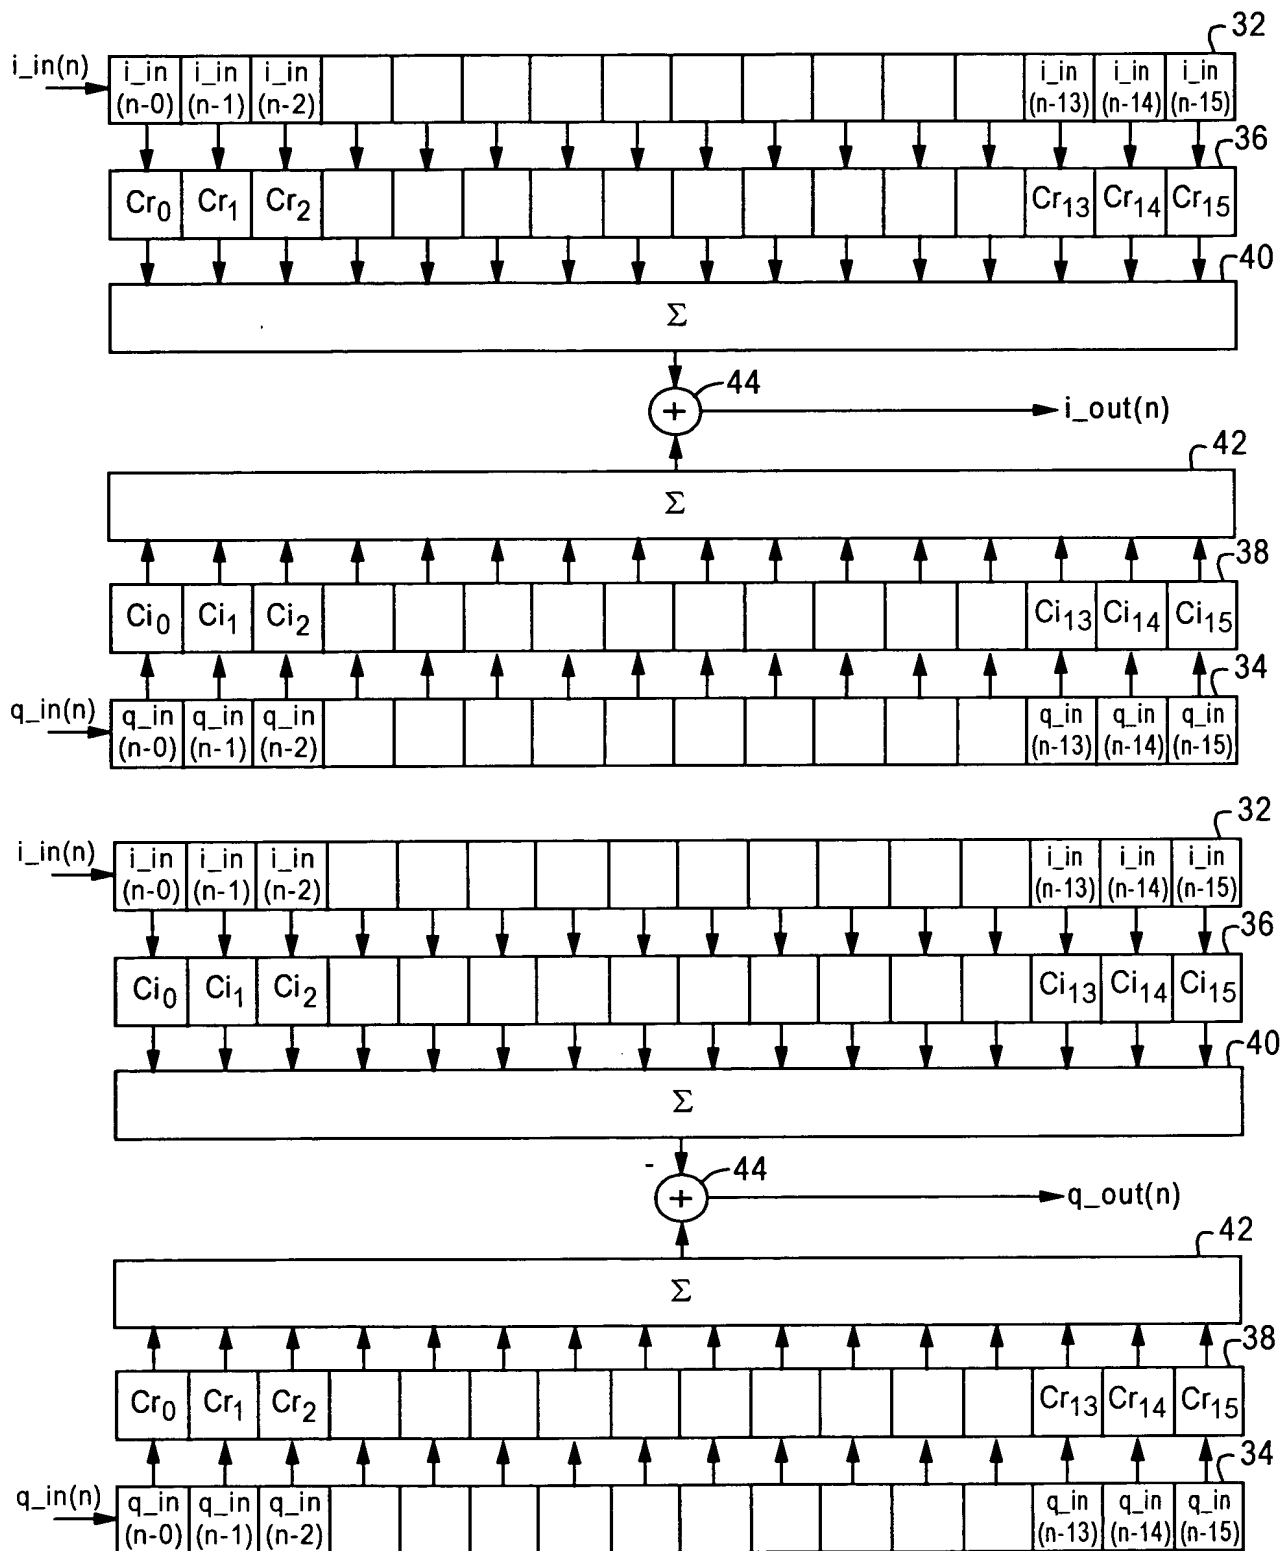 32
i_in(n)
i_in (n-0) i_in (n-1) i_in (n-2) i_in (n-13) i_in (n-14) i_in (n-15)
36
Cr0 Cr1 Cr2 Cr13 Cr14 Cr15
40
Σ
44
+ i_out(n)
42
Σ
38
Ci0 Ci1 Ci2 Ci13 Ci14 Ci15
34
q_in(n)
q_in (n-0) q_in (n-1) q_in (n-2) q_in (n-13) q_in (n-14) q_in (n-15)
32
i_in(n)
i_in (n-0) i_in (n-1) i_in (n-2) i_in (n-13) i_in (n-14) i_in (n-15)
36
Ci0 Ci1 Ci2 Ci13 Ci14 Ci15
40
Σ
- 44
+ q_out(n)
42
Σ
38
Cr0 Cr1 Cr2 Cr13 Cr14 Cr15
34
q_in(n)
q_in (n-0) q_in (n-1) q_in (n-2) q_in (n-13) q_in (n-14) q_in (n-15)